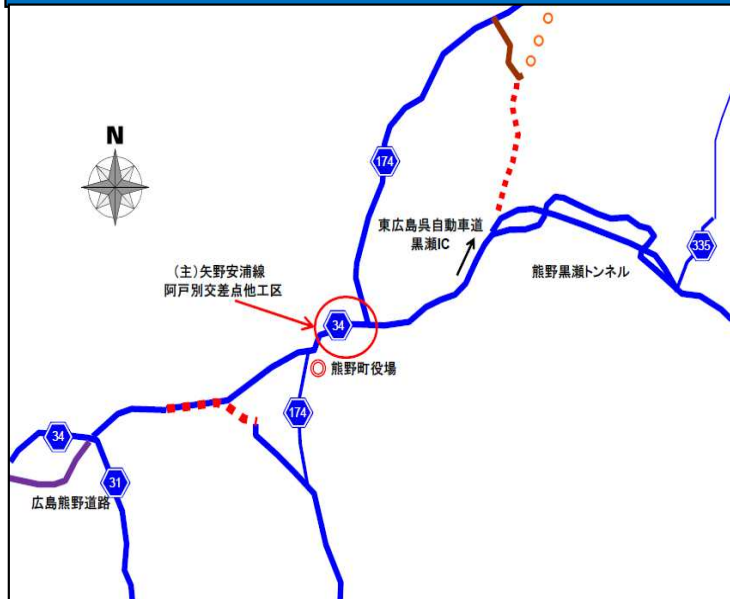 N
174
東広島呉自動車道
黒瀬IC
335
熊野黒瀬トンネル
(主)矢野安浦線
阿戸別交差点他工区
34
熊野町役場
174
34
31
広島熊野道路